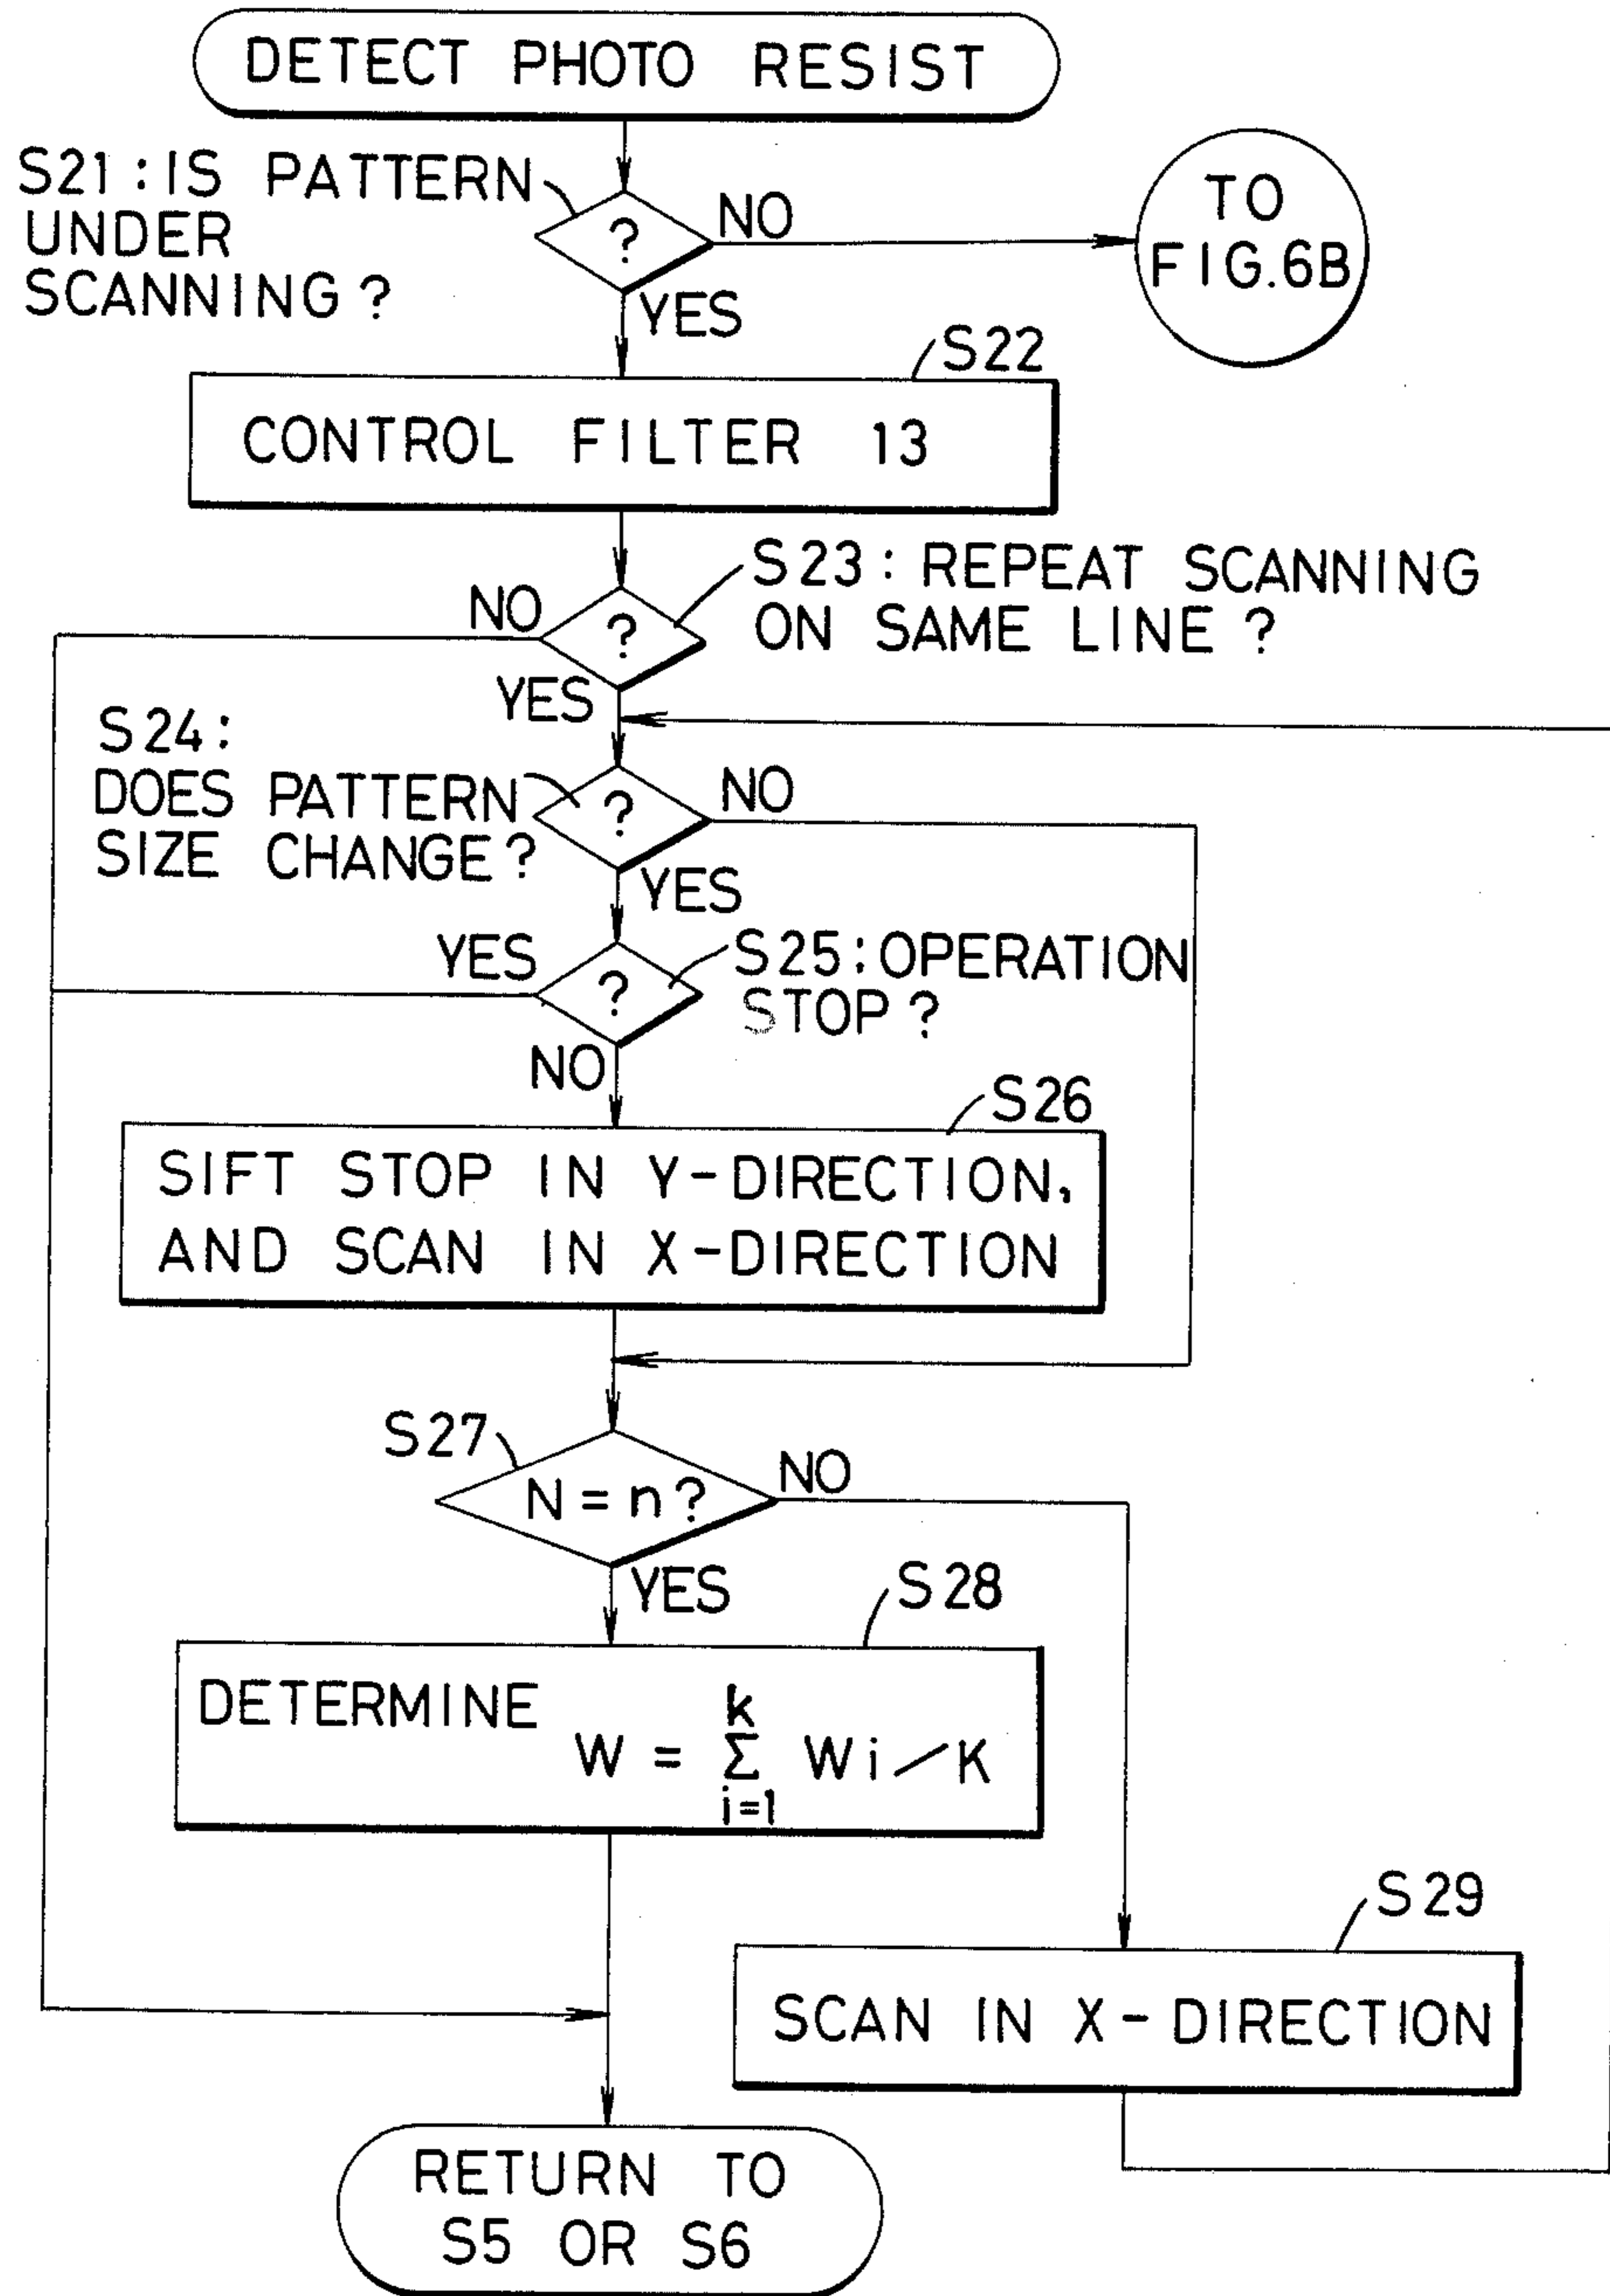 DETECT PHOTO RESIST
S21 : IS PATTERN
UNDER
SCANNING ?
?
NO
YES
TO
FIG.6B
S22
CONTROL FILTER 13
S23 : REPEAT SCANNING
ON SAME LINE ?
NO
?
YES
S24 :
DOES PATTERN
SIZE CHANGE ?
?
NO
YES
YES
?
S25 : OPERATION
STOP ?
NO
S26
SIFT STOP IN Y-DIRECTION,
AND SCAN IN X-DIRECTION
S27
N = n ?
NO
YES
S28
DETERMINE
W = k Σ i=1 Wi / K
S29
SCAN IN X - DIRECTION
RETURN TO
S5 OR S6